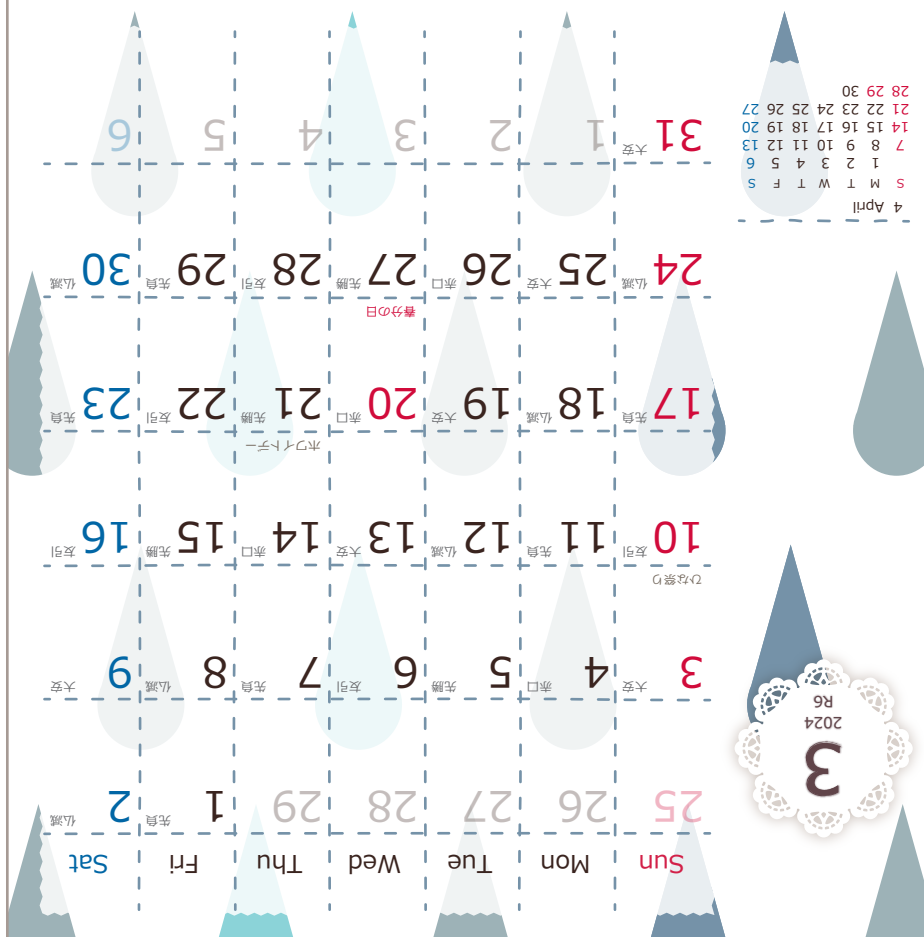 3
2024
R6
Sun Mon Tue Wed Thu Fri Sat
25 26 27 28 29 1 先負 2 仏滅
3 大安 4 赤口 5 先勝 6 友引 7 先負 8 仏滅 9 大安
ひな祭り
10 友引 11 先負 12 仏滅 13 大安 14 赤口 15 先勝 16 友引
ホワイトデー
17 先負 18 仏滅 19 大安 20 赤口 21 先勝 22 友引 23 先負
春分の日
24 仏滅 25 大安 26 赤口 27 先勝 28 友引 29 先負 30 仏滅
31 大安 1 2 3 4 5 6
4 April
S M T W T F S
1 2 3 4 5 6
7 8 9 10 11 12 13
14 15 16 17 18 19 20
21 22 23 24 25 26 27
28 29 30